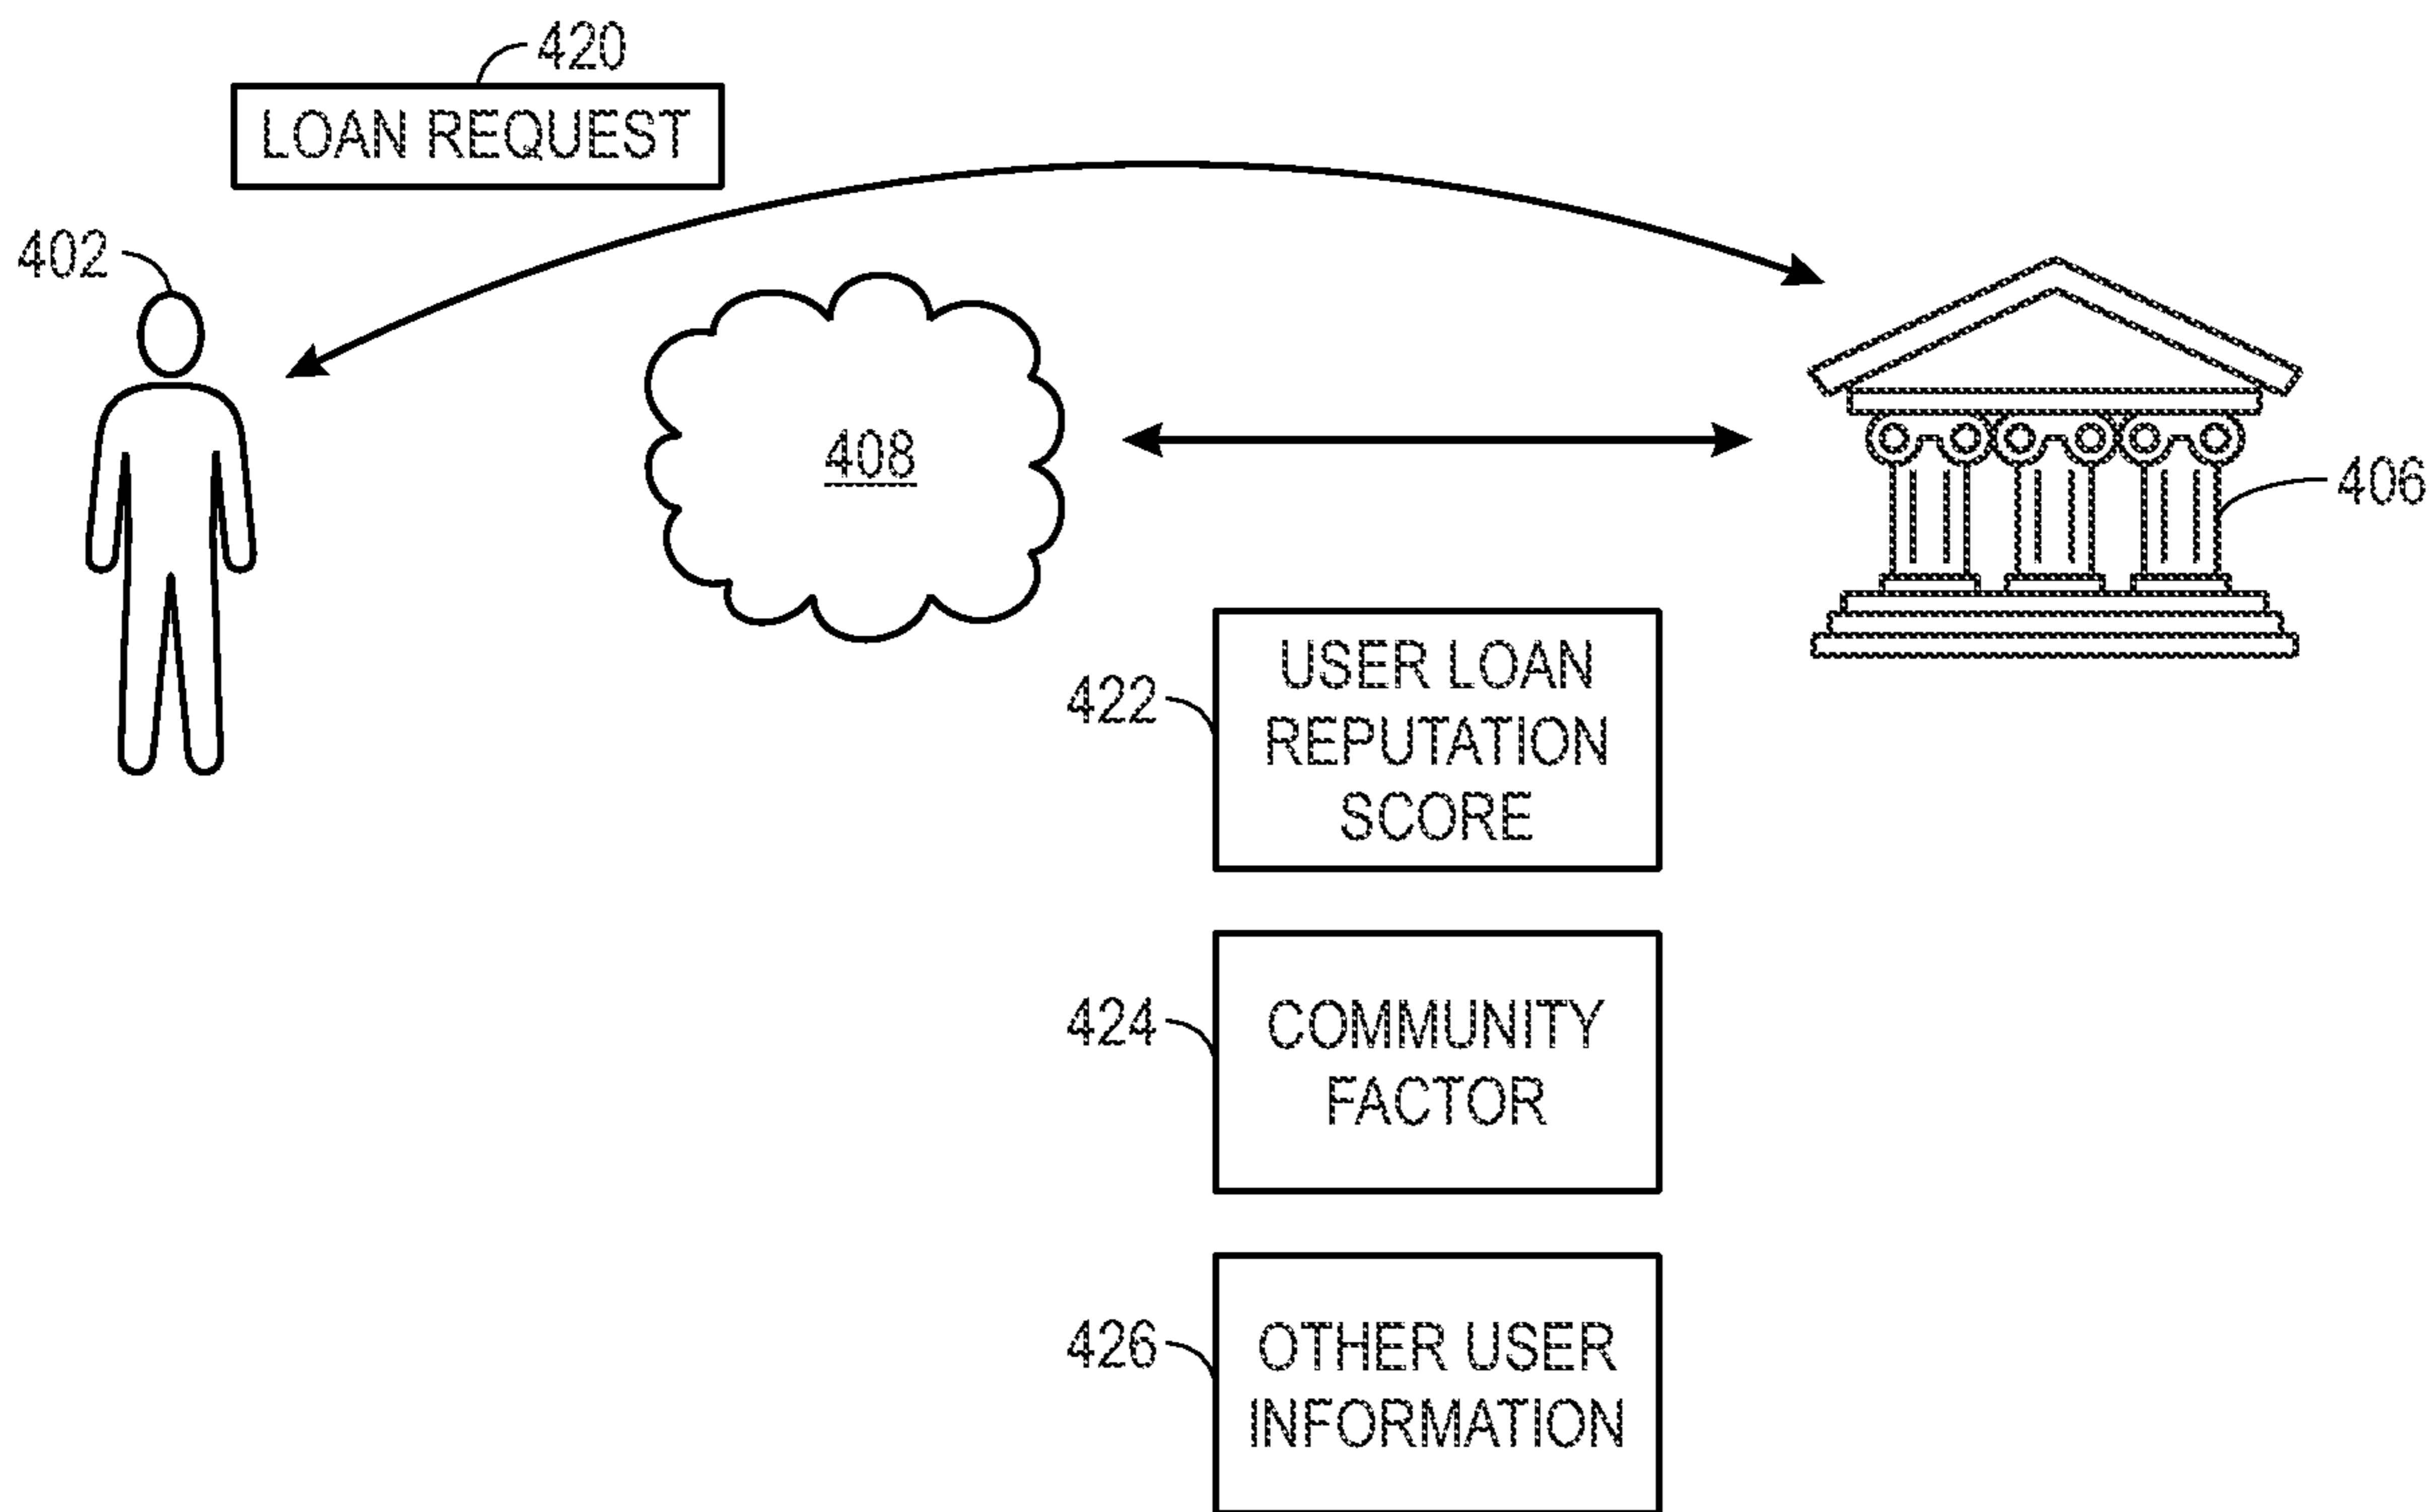 420
LOAN REQUEST
402
408
406
422
USER LOAN
REPUTATION
SCORE
424
COMMUNITY
FACTOR
426
OTHER USER
INFORMATION